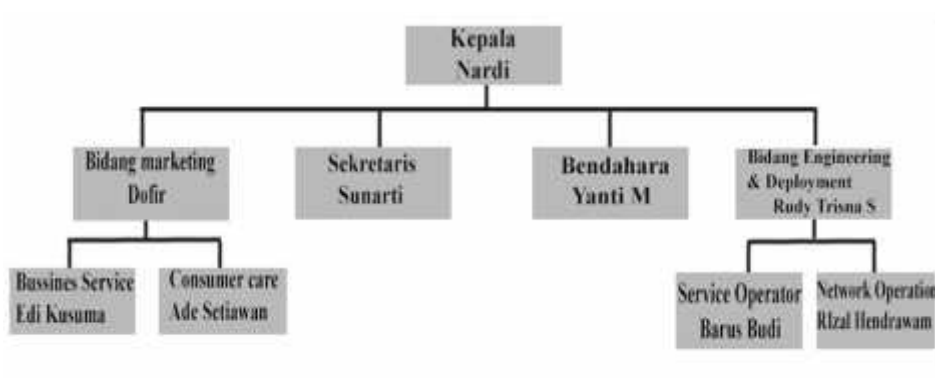 Kepala
Nardi
Bidang marketing
Dofir
Sekretaris
Sunarti
Bendahara
Yanti M
Bidang Engineering
& Deployment
Rudy Trisna S
Bussines Service
Edi Kusuma
Consumer care
Ade Setiawan
Service Operator
Barus Budi
Network Operation
RIzal Hendrawam